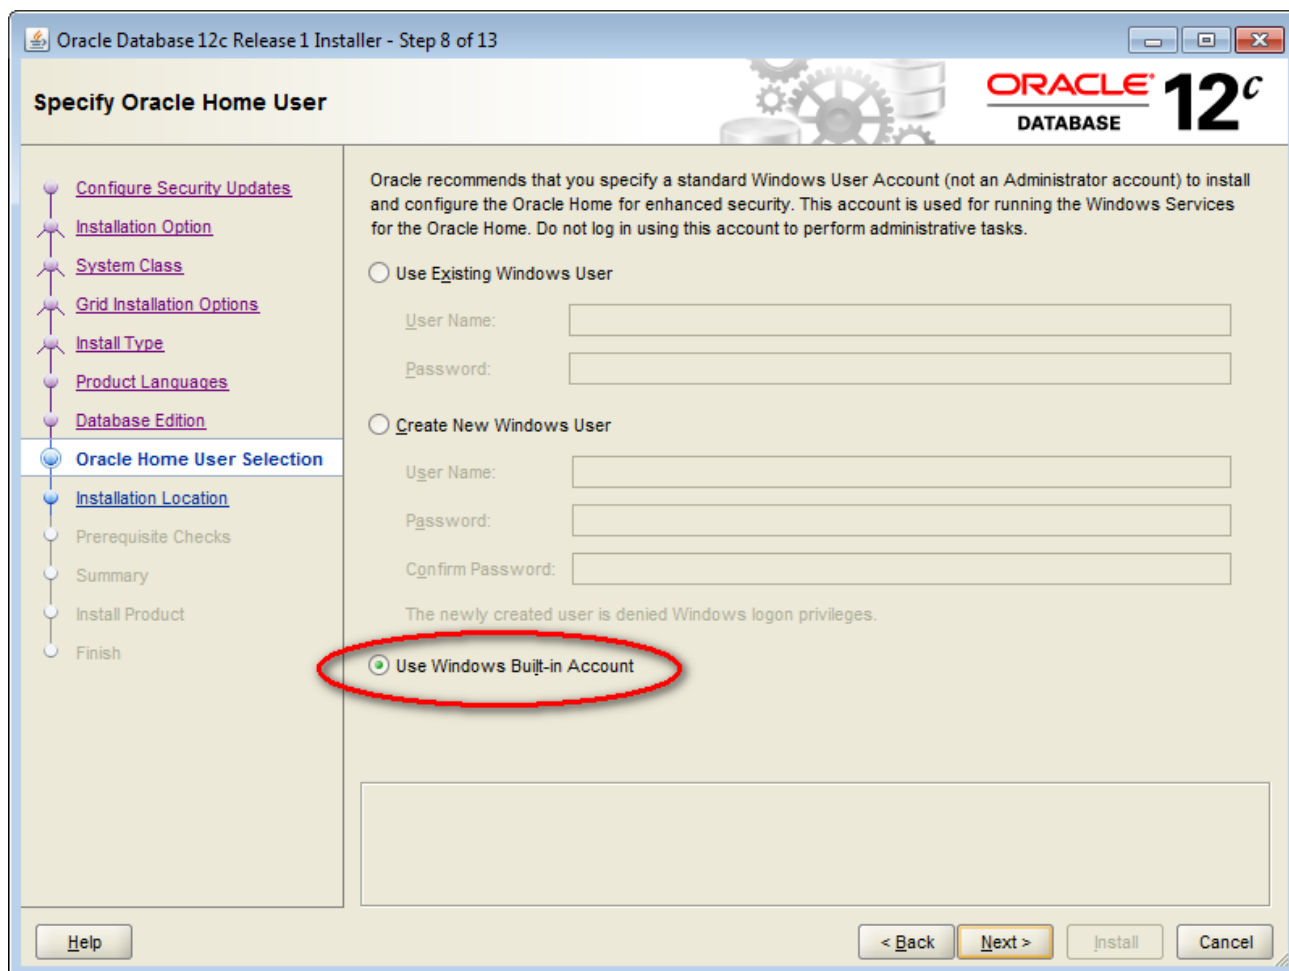 Oracle Database 12c Release 1 Installer - Step 8 of 13
Specify Oracle Home User
ORACLE
DATABASE
12c
Configure Security Updates
Installation Option
System Class
Grid Installation Options
Install Type
Product Languages
Database Edition
Oracle Home User Selection
Installation Location
Prerequisite Checks
Summary
Install Product
Finish
Oracle recommends that you specify a standard Windows User Account (not an Administrator account) to install
and configure the Oracle Home for enhanced security. This account is used for running the Windows Services
for the Oracle Home. Do not log in using this account to perform administrative tasks.
Use Existing Windows User
User Name:
Password:
Create New Windows User
User Name:
Password:
Confirm Password:
The newly created user is denied Windows logon privileges.
Use Windows Built-in Account
Help
< Back
Next >
Install
Cancel